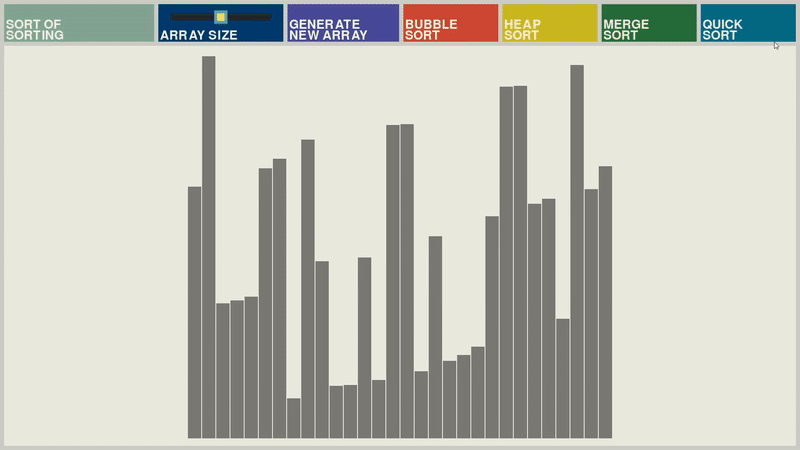 SORT OF
SORTING
ARRAY SIZE
GENERATE
NEW ARRAY
BUBBLE
SORT
HEAP
SORT
MERGE
SORT
QUICK
SORT